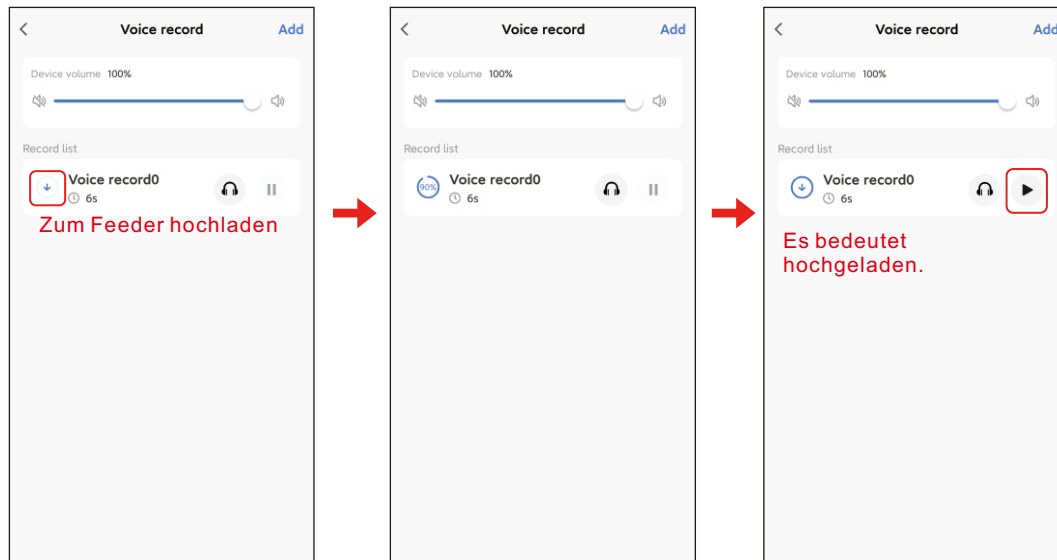 Voice record Add
Device volume 100%
Record list
Voice record0
6s
Zum Feeder hochladen
Voice record Add
Device volume 100%
Record list
90% Voice record0
6s
Voice record Add
Device volume 100%
Record list
Voice record0
6s
Es bedeutet
hochgeladen.